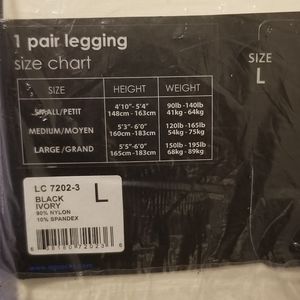 1 pair legging
size chart
SIZE
L
SIZE HEIGHT WEIGHT
SMALL/PETIT 4'10"- 5'4" 148cm - 163cm 90lb -140lb 41kg - 64kg
MEDIUM/MOYEN 5'3" -6'0" 160cm -183cm 120lb -165lb 54kg - 75kg
LARGE /GRAND 5'5" -6'0" 165cm -183cm 150lb -195lb 68kg - 89kg
LC 7202-3
L
BLACK
IVORY
90% NYLON
10% SPANDEX